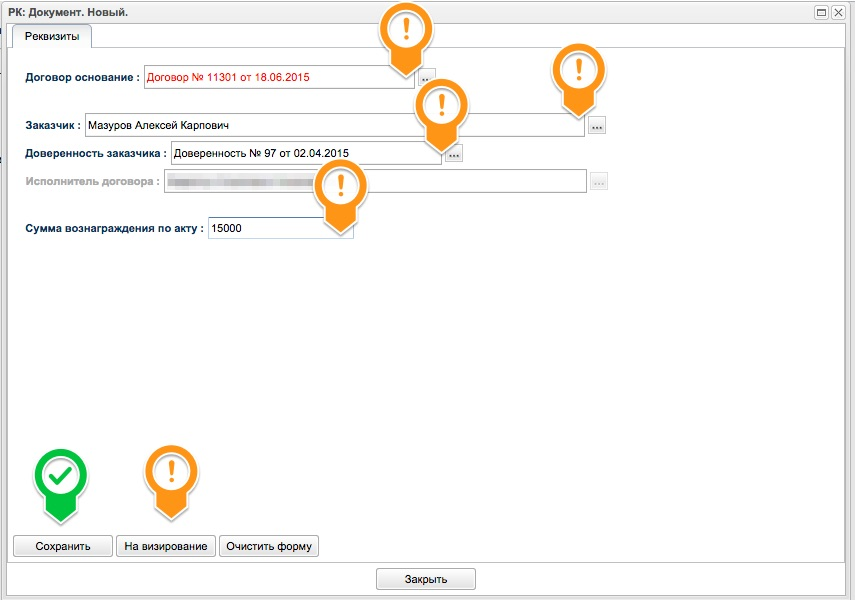 РК: Документ. Новый.
Реквизиты
Договор основание : Договор № 11301 от 18.06.2015 ...
Заказчик : Мазуров Алексей Карпович ...
Доверенность заказчика : Доверенность № 97 от 02.04.2015 ...
Исполнитель договора : ...
Сумма вознаграждения по акту : 15000
Сохранить На визирование Очистить форму
Закрыть